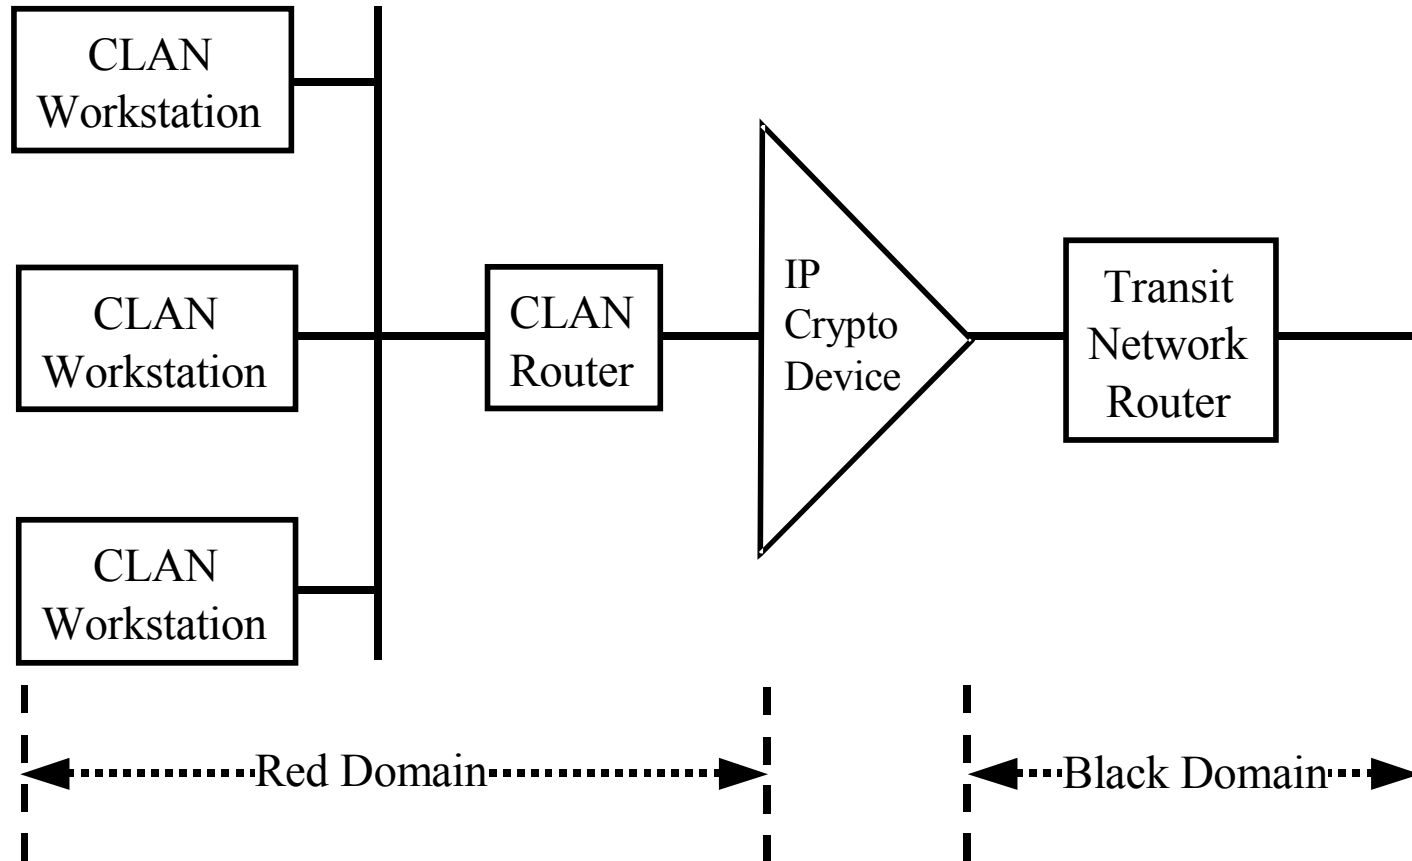 CLAN
Workstation
CLAN
Workstation
CLAN
Workstation
CLAN
Router
IP
Crypto
Device
Transit
Network
Router
Red Domain
Black Domain